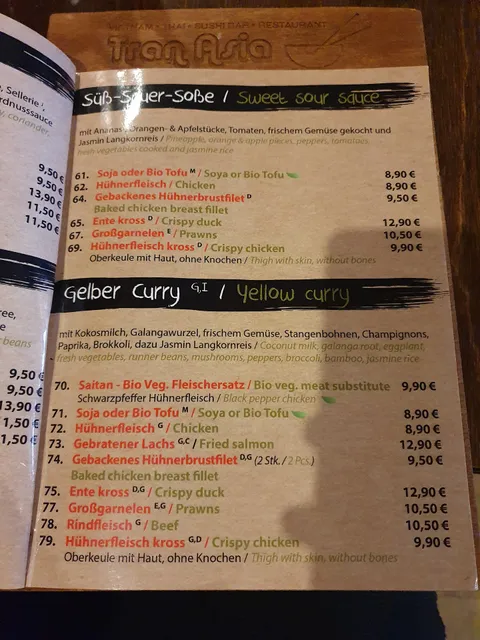 VIETNAM • THAI • SUSHI BAR • RESTAURANT
Tran Asia
, Sellerie
rdnusssauce
y, coriander,
9,50 €
9,50 €
13,90 €
11,50 €
11,50 €
ree,
beans
9,50 €
9,50 €
13,90 €
11,50 €
1,50 €
Süß-Sauer-Soße / Sweet sour sauce
mit Ananas-, Orangen- & Apfelstücke, Tomaten, frischem Gemüse gekocht und
Jasmin Langkornreis / Pineapple, orange & apple pieces, peppers, tomatoes,
fresh vegetables cooked and jasmine rice
61. Soja oder Bio Tofu M / Soya or Bio Tofu 8,90 €
62. Hühnerfleisch / Chicken 8,90 €
64. Gebackenes Hühnerbrustfilet D 9,50 €
Baked chicken breast fillet
65. Ente kross D / Crispy duck 12,90 €
67. Großgarnelen E / Prawns 10,50 €
69. Hühnerfleisch kross D / Crispy chicken 9,90 €
Oberkeule mit Haut, ohne Knochen / Thigh with skin, without bones
Gelber Curry G,I / Yellow curry
mit Kokosmilch, Galangawurzel, frischem Gemüse, Stangenbohnen, Champignons,
Paprika, Brokkoli, dazu Jasmin Langkornreis / Coconut milk, galanga root, eggplant,
fresh vegetables, runner beans, mushrooms, peppers, broccoli, bamboo, jasmine rice
70. Saitan - Bio Veg. Fleischersatz / Bio veg. meat substitute 9,90 €
Schwarzpfeffer Hühnerfleisch / Black pepper chicken
71. Soja oder Bio Tofu M / Soya or Bio Tofu 8,90 €
72. Hühnerfleisch G / Chicken 8,90 €
73. Gebratener Lachs G,C / Fried salmon 12,90 €
74. Gebackenes Hühnerbrustfilet D,G (2 Stk. / 2 Pcs.) 9,50 €
Baked chicken breast fillet
75. Ente kross D,G / Crispy duck 12,90 €
77. Großgarnelen E,G / Prawns 10,50 €
78. Rindfleisch G / Beef 10,50 €
79. Hühnerfleisch kross G,D / Crispy chicken 9,90 €
Oberkeule mit Haut, ohne Knochen / Thigh with skin, without bones